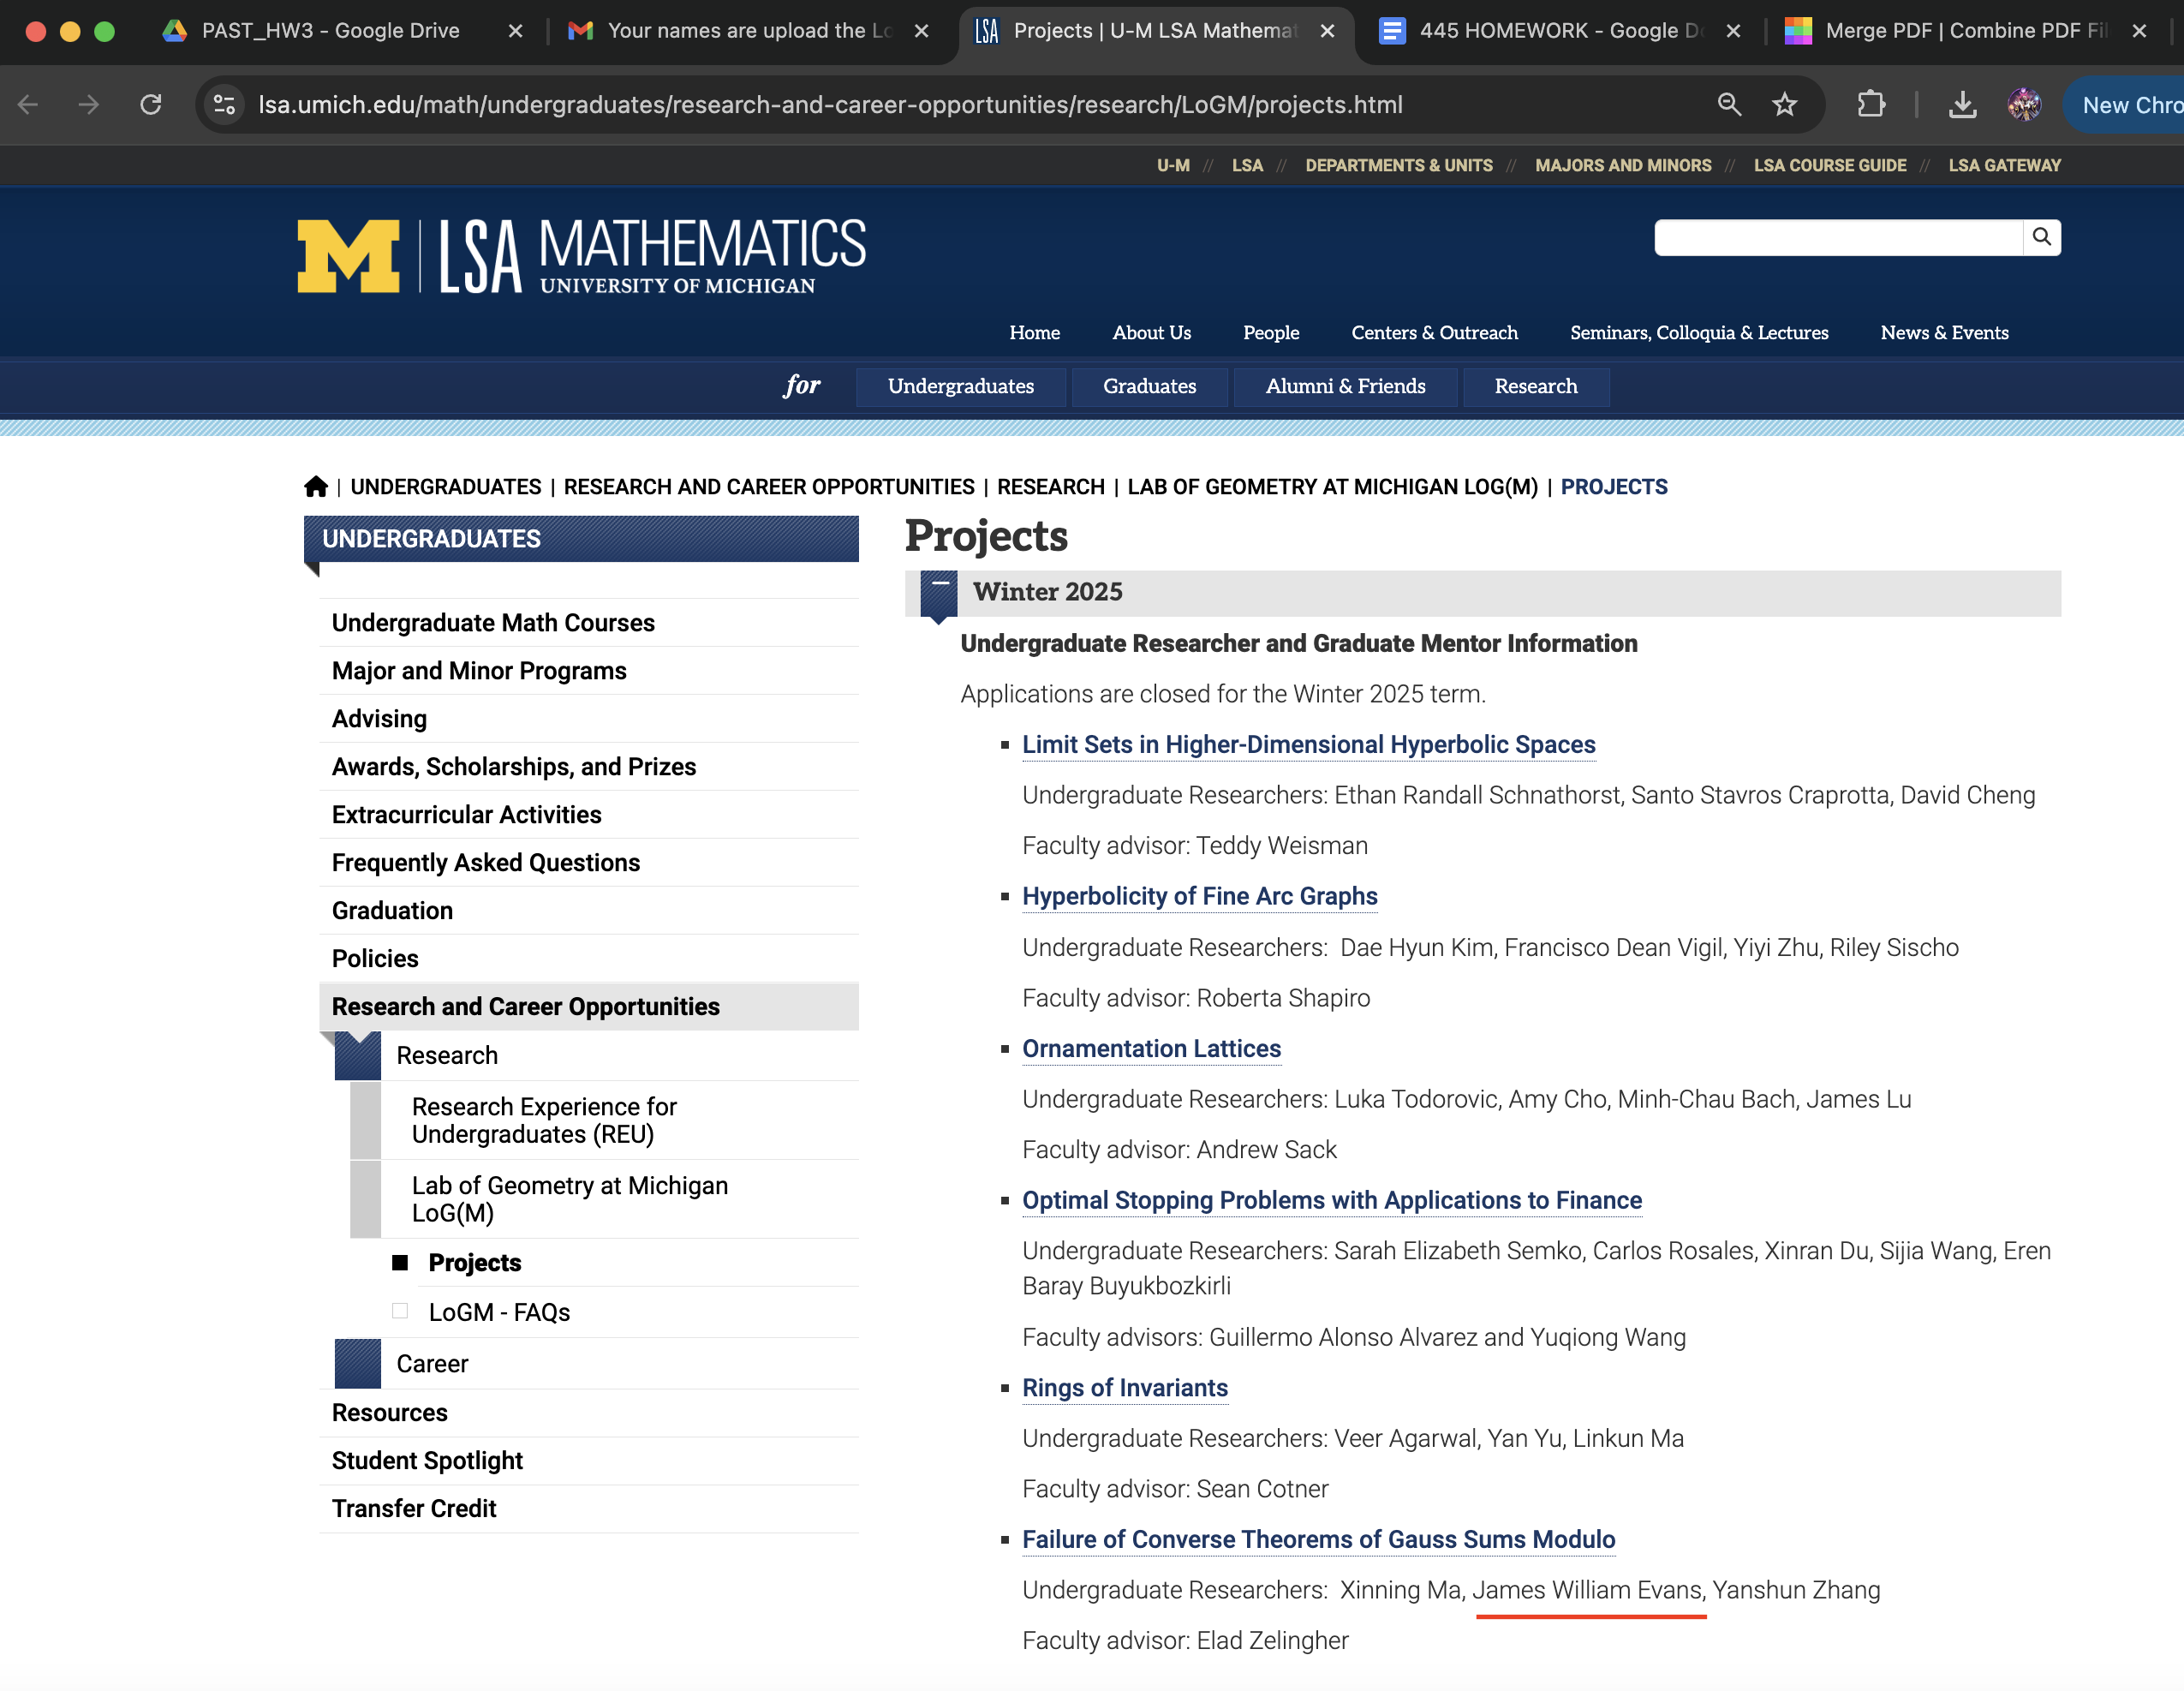 PAST_HW3 - Google Drive
Your names are upload the Lo
Projects | U-M LSA Mathemat
445 HOMEWORK - Google Do
Merge PDF | Combine PDF Fil
lsa.umich.edu/math/undergraduates/research-and-career-opportunities/research/LoGM/projects.html
New Chro
U-M // LSA // DEPARTMENTS & UNITS // MAJORS AND MINORS // LSA COURSE GUIDE // LSA GATEWAY
M | LSA MATHEMATICS
UNIVERSITY OF MICHIGAN
Home About Us People Centers & Outreach Seminars, Colloquia & Lectures News & Events
for Undergraduates Graduates Alumni & Friends Research
| UNDERGRADUATES | RESEARCH AND CAREER OPPORTUNITIES | RESEARCH | LAB OF GEOMETRY AT MICHIGAN LOG(M) | PROJECTS
UNDERGRADUATES
Undergraduate Math Courses
Major and Minor Programs
Advising
Awards, Scholarships, and Prizes
Extracurricular Activities
Frequently Asked Questions
Graduation
Policies
Research and Career Opportunities
Research
Research Experience for
Undergraduates (REU)
Lab of Geometry at Michigan
LoG(M)
Projects
LoGM - FAQs
Career
Resources
Student Spotlight
Transfer Credit
Projects
Winter 2025
Undergraduate Researcher and Graduate Mentor Information
Applications are closed for the Winter 2025 term.
Limit Sets in Higher-Dimensional Hyperbolic Spaces
Undergraduate Researchers: Ethan Randall Schnathorst, Santo Stavros Craprotta, David Cheng
Faculty advisor: Teddy Weisman
Hyperbolicity of Fine Arc Graphs
Undergraduate Researchers: Dae Hyun Kim, Francisco Dean Vigil, Yiyi Zhu, Riley Sischo
Faculty advisor: Roberta Shapiro
Ornamentation Lattices
Undergraduate Researchers: Luka Todorovic, Amy Cho, Minh-Chau Bach, James Lu
Faculty advisor: Andrew Sack
Optimal Stopping Problems with Applications to Finance
Undergraduate Researchers: Sarah Elizabeth Semko, Carlos Rosales, Xinran Du, Sijia Wang, Eren
Baray Buyukbozkirli
Faculty advisors: Guillermo Alonso Alvarez and Yuqiong Wang
Rings of Invariants
Undergraduate Researchers: Veer Agarwal, Yan Yu, Linkun Ma
Faculty advisor: Sean Cotner
Failure of Converse Theorems of Gauss Sums Modulo
Undergraduate Researchers: Xinning Ma, James William Evans, Yanshun Zhang
Faculty advisor: Elad Zelingher